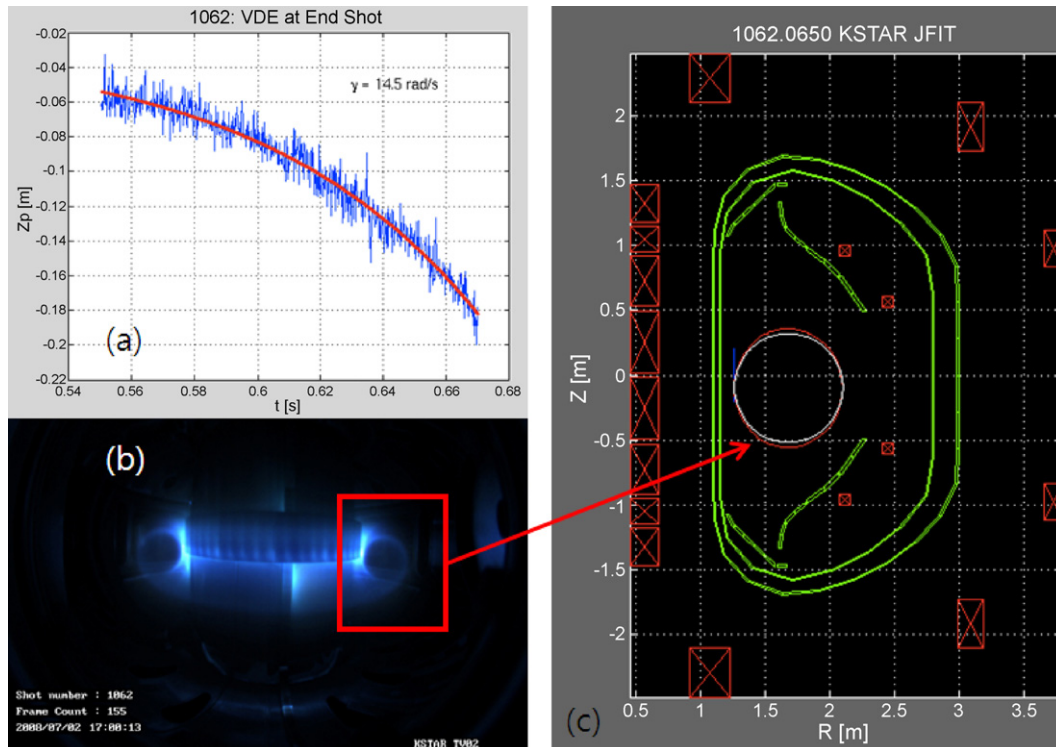 1062: VDE at End Shot
-0.02
-0.04
-0.06
-0.08
-0.1
-0.12
-0.14
-0.16
-0.18
-0.2
-0.22
Zp [m]
γ = 14.5 rad/s
(a)
0.54 0.56 0.58 0.6 0.62 0.64 0.66 0.68
t [s]
(b)
Shot number : 1062
Frame Count : 155
2008/07/02 17:00:13
KSTAR TV02
1062.0650 KSTAR JFIT
2
1.5
1
0.5
0
-0.5
-1
-1.5
-2
Z [m]
0.5 1 1.5 2 2.5 3 3.5
R [m]
(c)